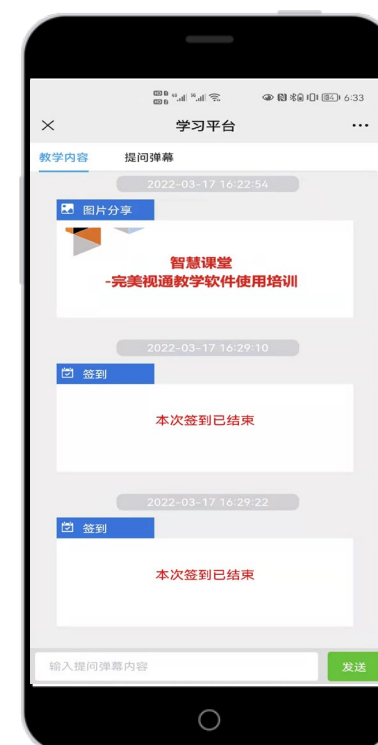 6:33
学习平台
教学内容 提问弹幕
2022-03-17 16:22:54
图片分享
智慧课堂
-完美视通教学软件使用培训
2022-03-17 16:29:10
签到
本次签到已结束
2022-03-17 16:29:22
签到
本次签到已结束
输入提问弹幕内容
发送